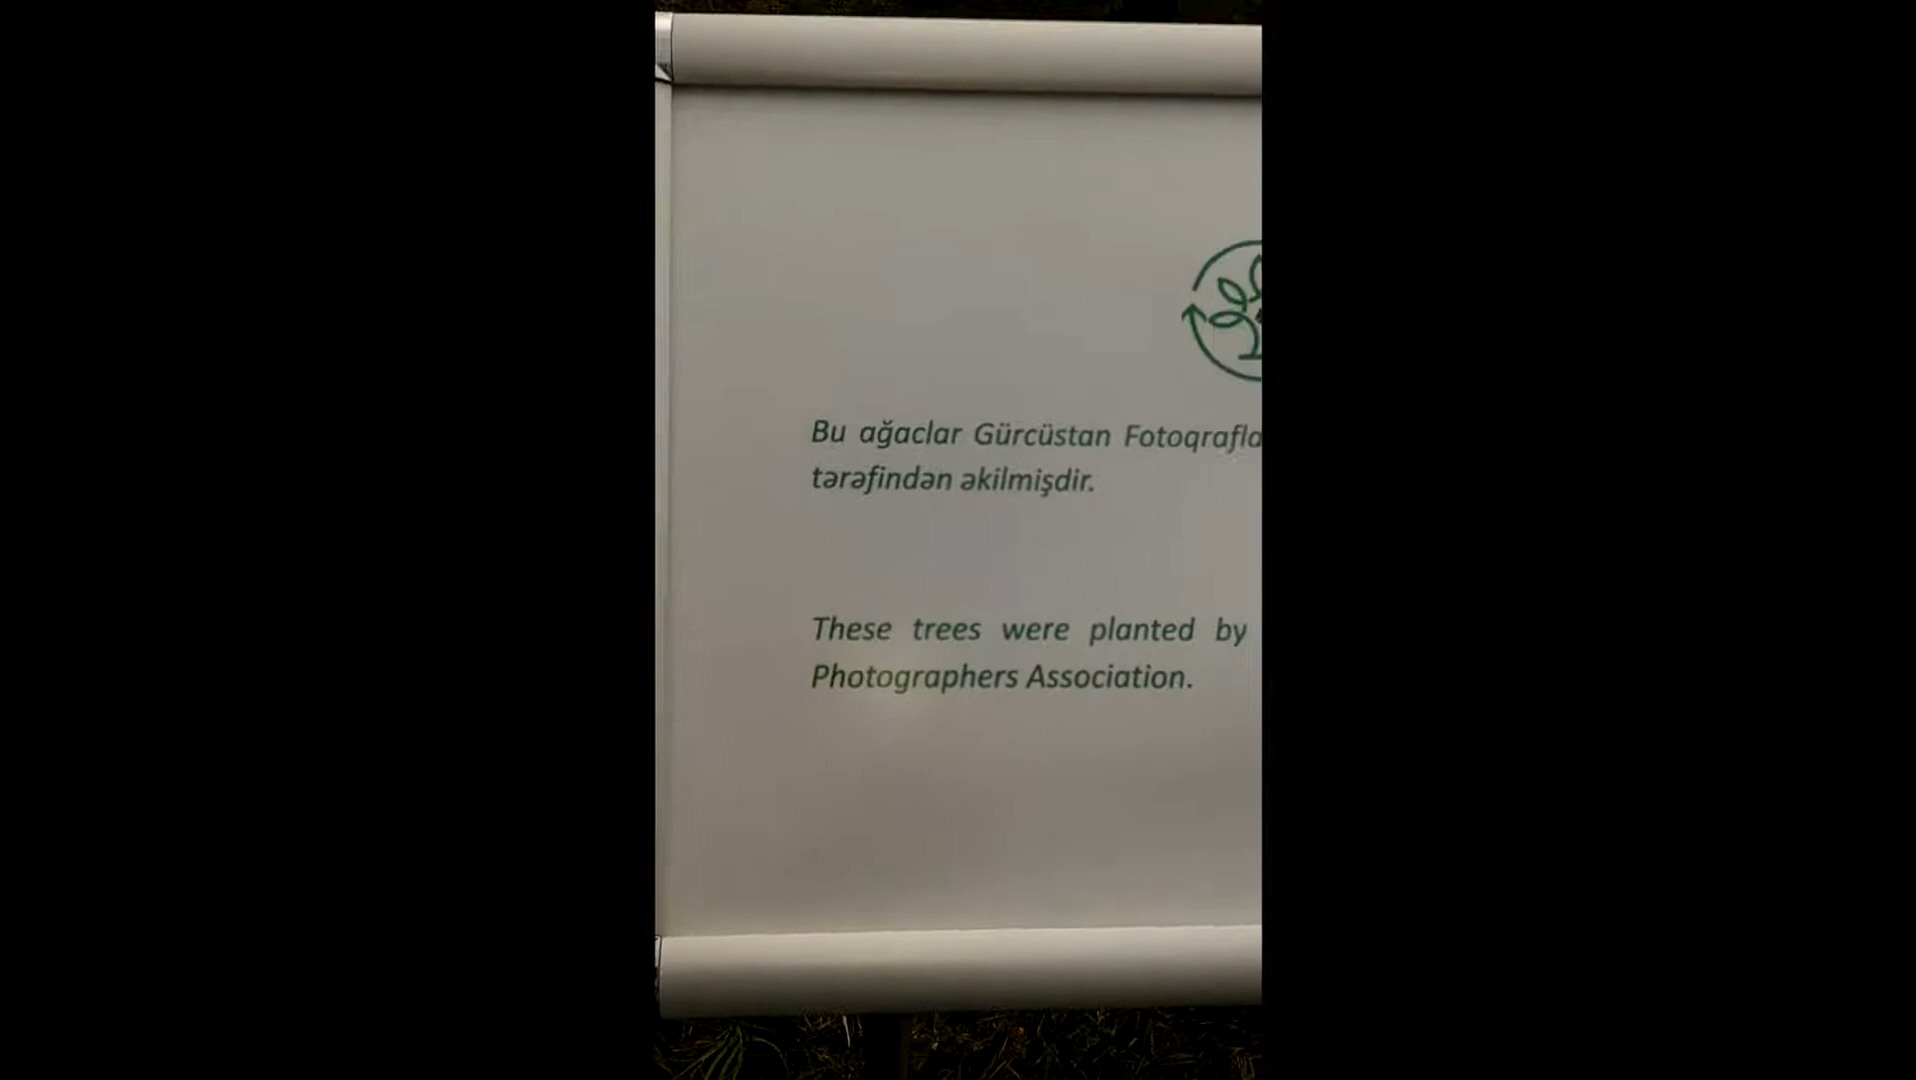 Bu ağaclar Gürcüstan Fotoqrafla
tərəfindən əkilmişdir.
These trees were planted by
Photographers Association.